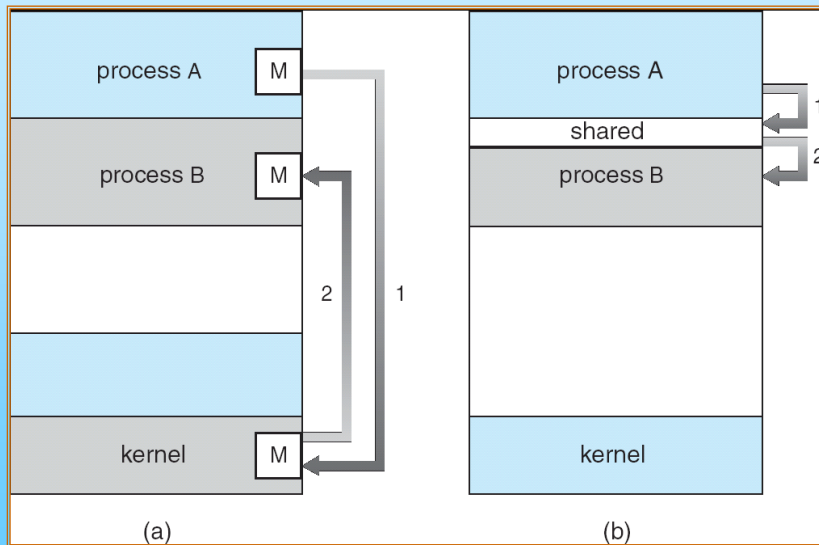 process A
M
process B
M
2
1
kernel
M
(a)
process A
1
shared
2
process B
kernel
(b)